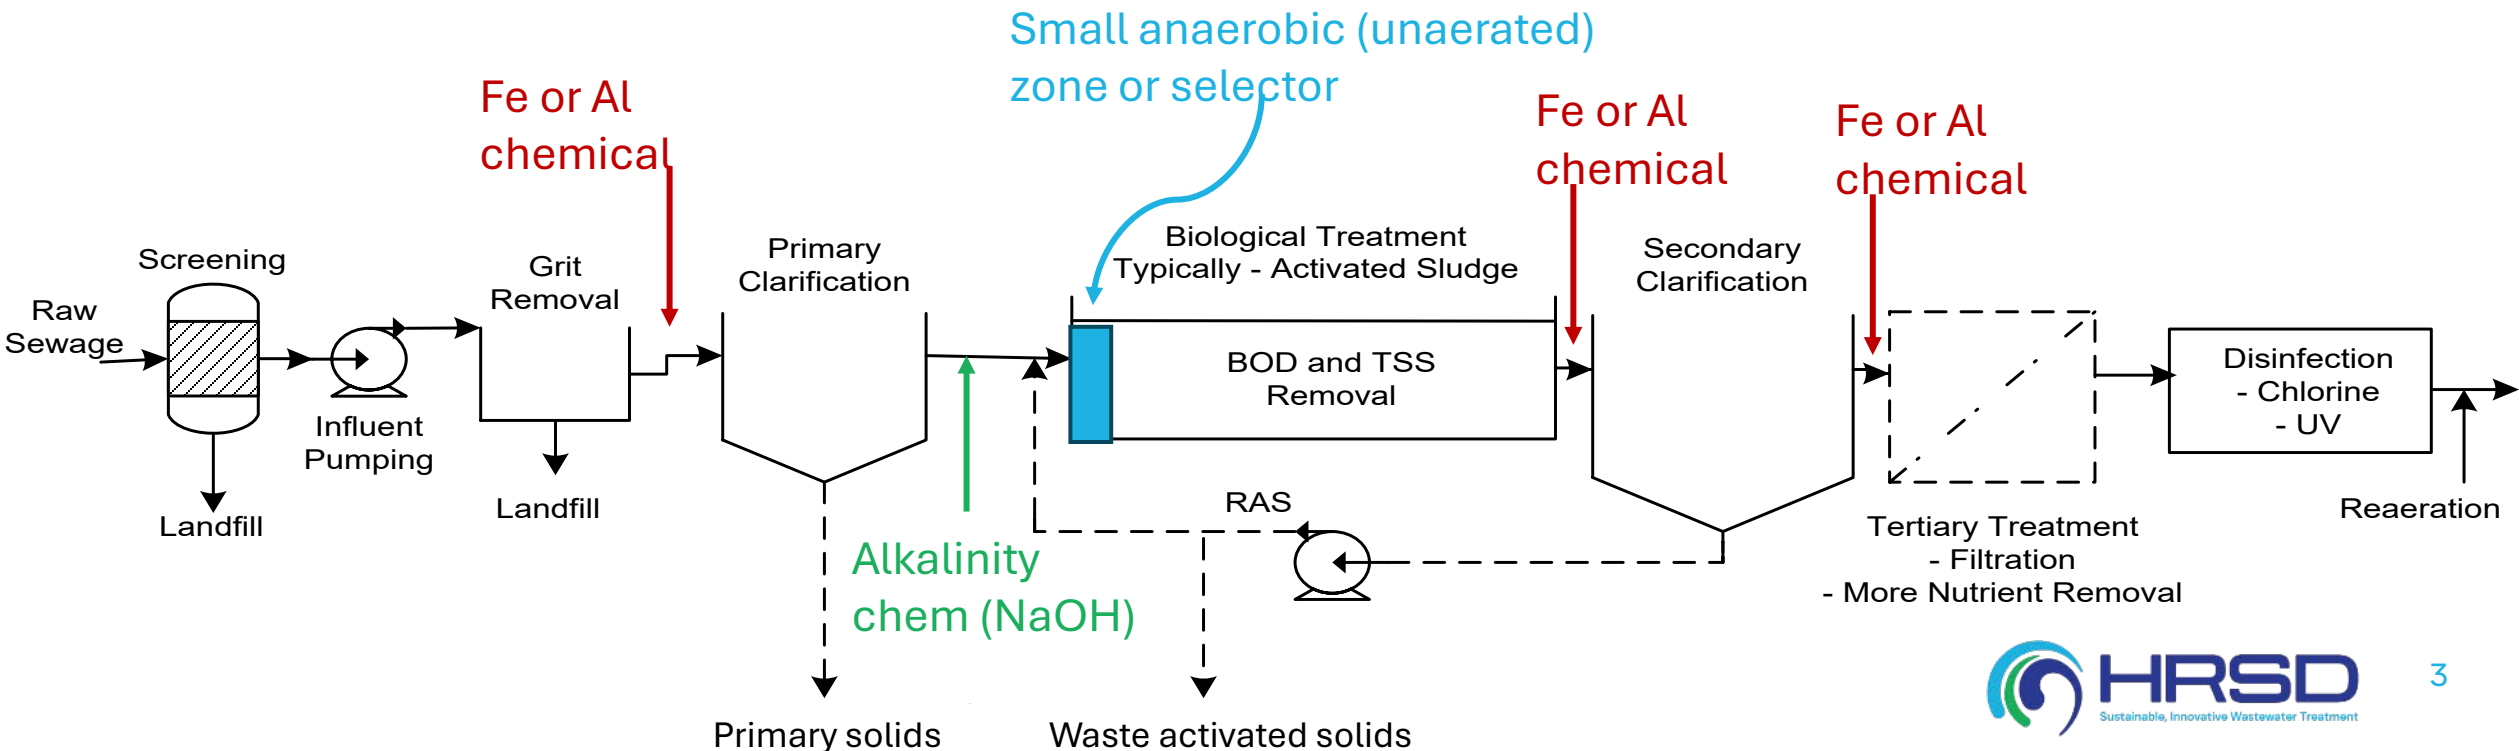 Small anaerobic (unaerated)
zone or selector
Fe or Al
chemical
Fe or Al
chemical
Fe or Al
chemical
Screening
Grit
Removal
Primary
Clarification
Biological Treatment
Typically - Activated Sludge
Secondary
Clarification
Raw
Sewage
Influent
Pumping
BOD and TSS
Removal
Disinfection
- Chlorine
- UV
Landfill
Landfill
RAS
Reaeration
Tertiary Treatment
- Filtration
- More Nutrient Removal
Alkalinity
chem (NaOH)
Primary solids
Waste activated solids
HRSD
Sustainable, Innovative Wastewater Treatment
3